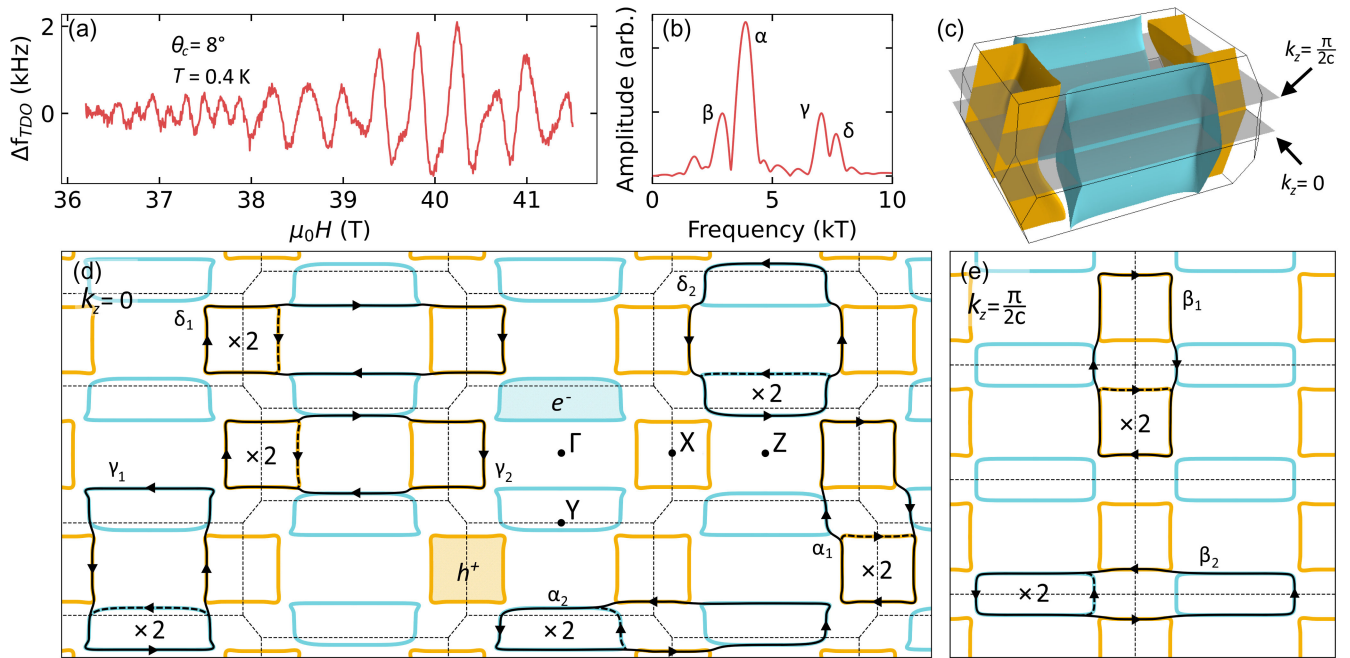 (a)
θc = 8°
T = 0.4 K
ΔfTDO (kHz)
2
0
36 37 38 39 40 41
μ0H (T)
(b)
Amplitude (arb.)
α
β
γ
δ
0 5 10
Frequency (kT)
(c)
kz = π/2c
kz = 0
(d)
kz = 0
δ1
×2
δ2
×2
e-
×2
γ2
Γ
X
Z
γ1
Y
α1
h+
×2
α2
×2
×2
(e)
kz = π/2c
β1
×2
β2
×2